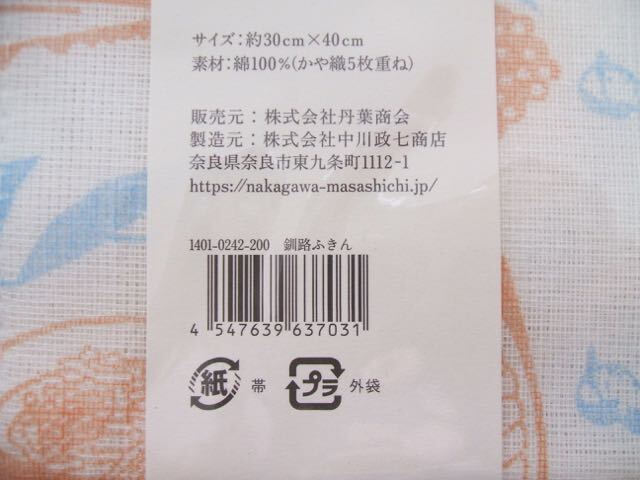 サイズ：約30cm×40cm
素材：綿100%(かや織5枚重ね)
販売元：株式会社丹葉商会
製造元：株式会社中川政七商店
奈良県奈良市東九条町1112-1
https://nakagawa-masashichi.jp/
1401-0242-200　釧路ふきん
4 547639 637031
紙 帯 プラ 外袋